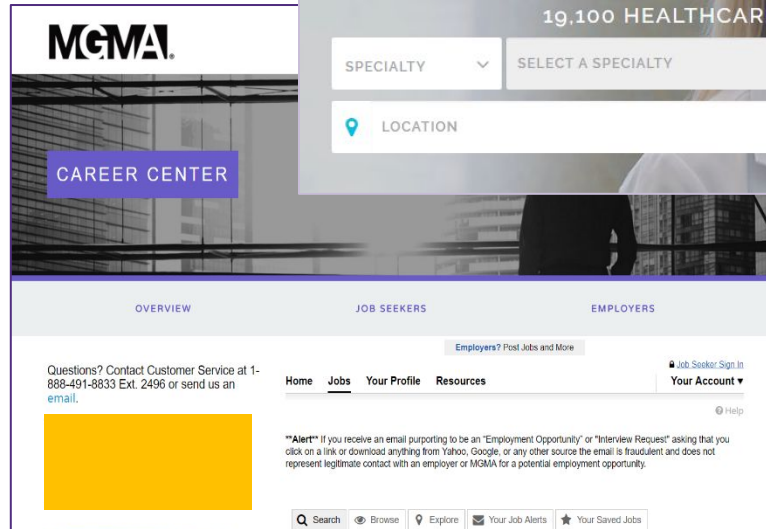 MGMA.
19,100 HEALTHCAR
SPECIALTY
SELECT A SPECIALTY
LOCATION
CAREER CENTER
OVERVIEW
JOB SEEKERS
EMPLOYERS
Employers? Post Jobs and More
Questions? Contact Customer Service at 1-
888-491-8833 Ext. 2496 or send us an
email.
Job Seeker Sign In
Home Jobs Your Profile Resources
Your Account
Help
**Alert** If you receive an email purporting to be an "Employment Opportunity" or "Interview Request" asking that you
click on a link or download anything from Yahoo, Google, or any other source the email is fraudulent and does not
represent legitimate contact with an employer or MGMA for a potential employment opportunity.
Search Browse Explore Your Job Alerts Your Saved Jobs